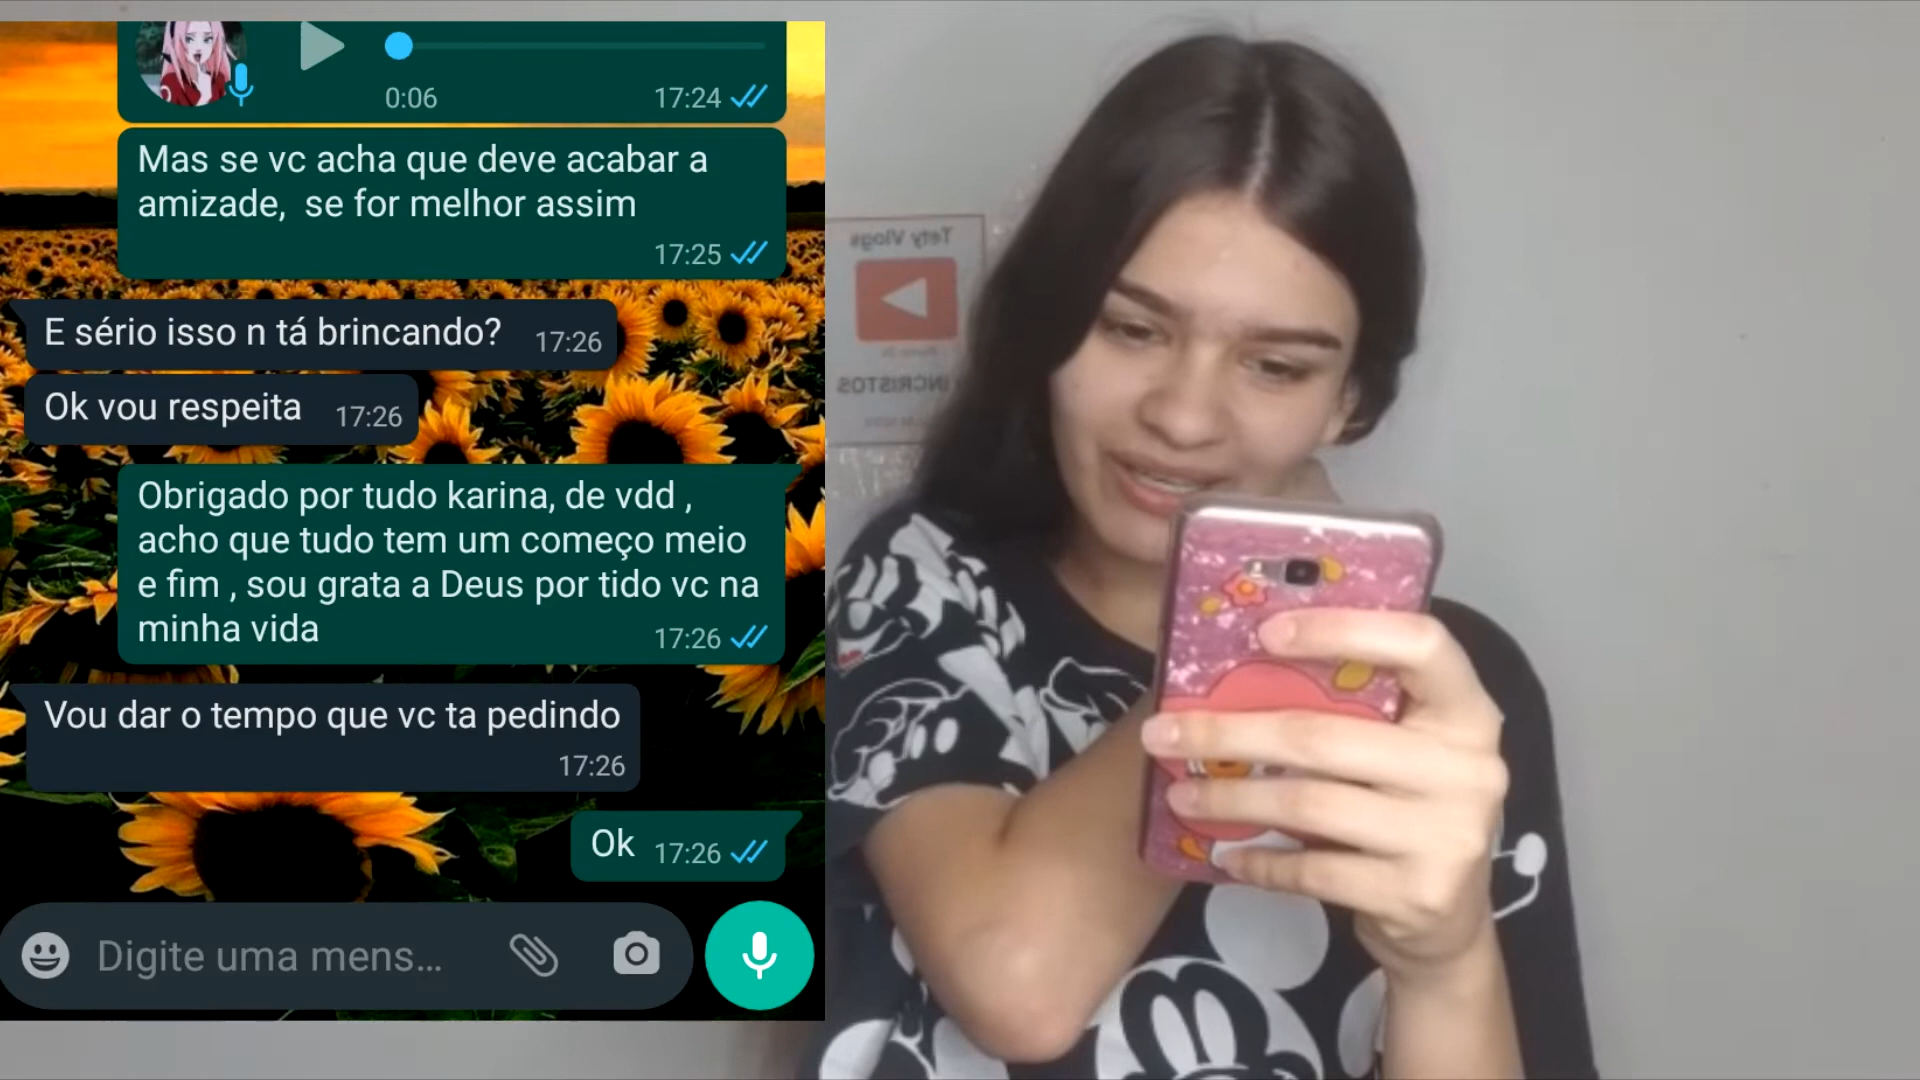 0:06
17:24
Mas se vc acha que deve acabar a
amizade,  se for melhor assim
17:25
E sério isso n tá brincando?
17:26
Ok vou respeita
17:26
Obrigado por tudo karina, de vdd ,
acho que tudo tem um começo meio
e fim , sou grata a Deus por tido vc na
minha vida
17:26
Vou dar o tempo que vc ta pedindo
17:26
Ok
17:26
Digite uma mens...
Tety Vlogs
INCRISTOS